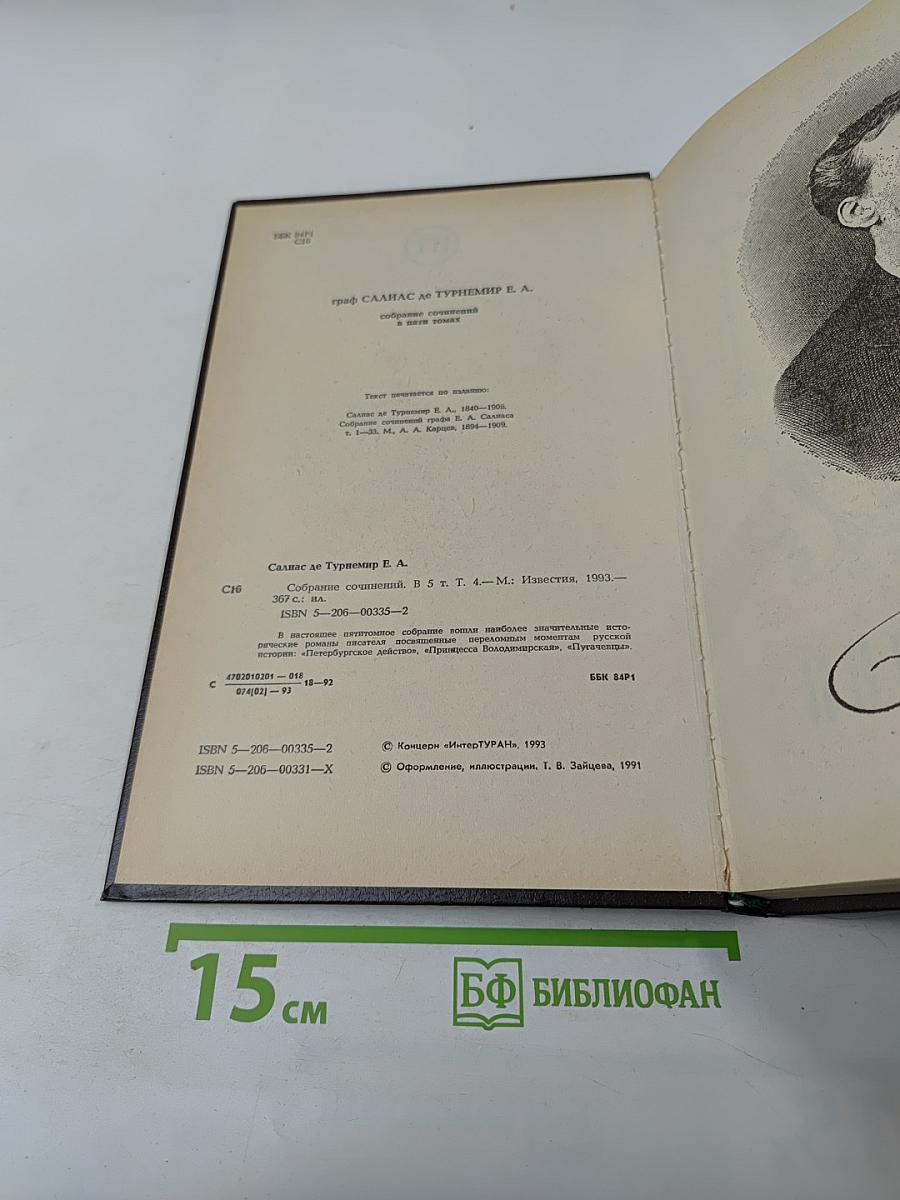 ББК 84Р1
С16
граф САЛИАС де ТУРНЕМИР Е. А.
собрание сочинений
в пяти томах
Текст печатается по изданию:
Салиас де Турнемир Е. А., 1840—1908.
Собрание сочинений графа Е. А. Салиаса
т. 1—33. М., А. А. Карцев, 1894—1909.
Салиас де Турнемир Е. А.
С16 Собрание сочинений. В 5 т. Т. 4.— М.: Известия, 1993.—
367 с.: ил.
ISBN 5—206—00335—2
В настоящее пятитомное собрание вошли наиболее значительные исто-
рические романы писателя посвященные переломным моментам русской
истории: «Петербургское действо», «Принцесса Володимирская», «Пугачевцы».
С 4702010201 — 018 18—92
074[02] — 93
ББК 84Р1
ISBN 5—206—00335—2
ISBN 5—206—00331—Х
© Концерн «ИнтерТУРАН», 1993
© Оформление, иллюстрации. Т. В. Зайцева, 1991
15 см
БФ БИБЛИОФАН